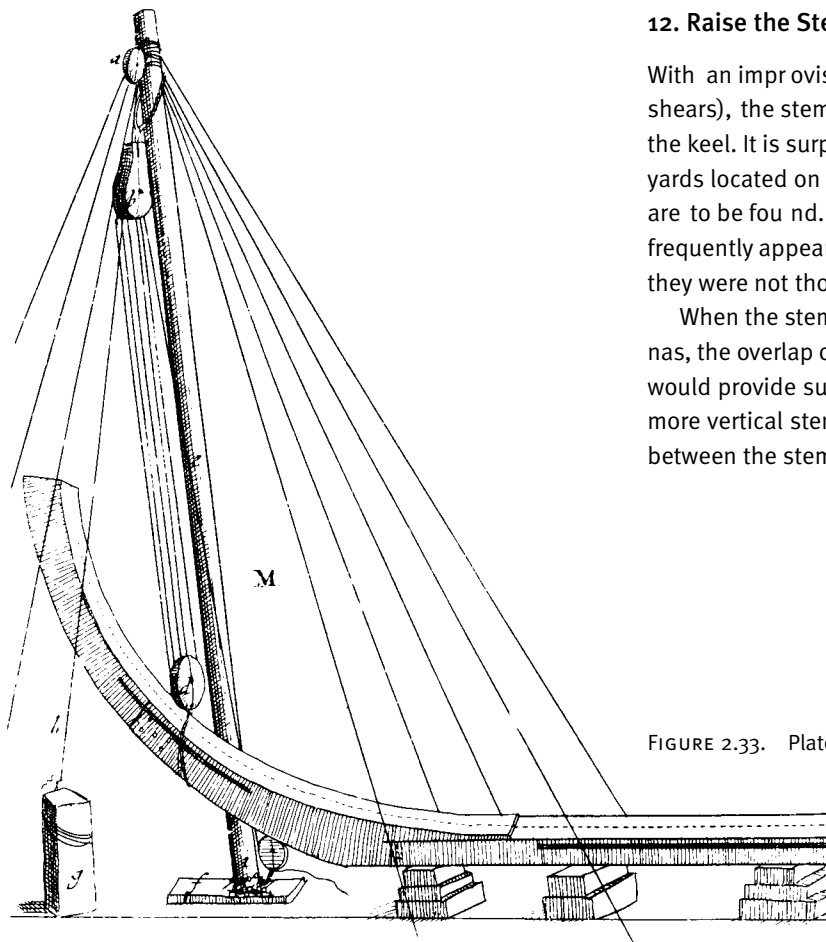 12. Raise the Ste
With an impr ovis
shears), the stem
the keel. It is surp
yards located on
are to be fou nd.
frequently appear
they were not tho
When the stem
nas, the overlap o
would provide su
more vertical ster
between the stem
a
M
h
g
f
FIGURE 2.33. Plate